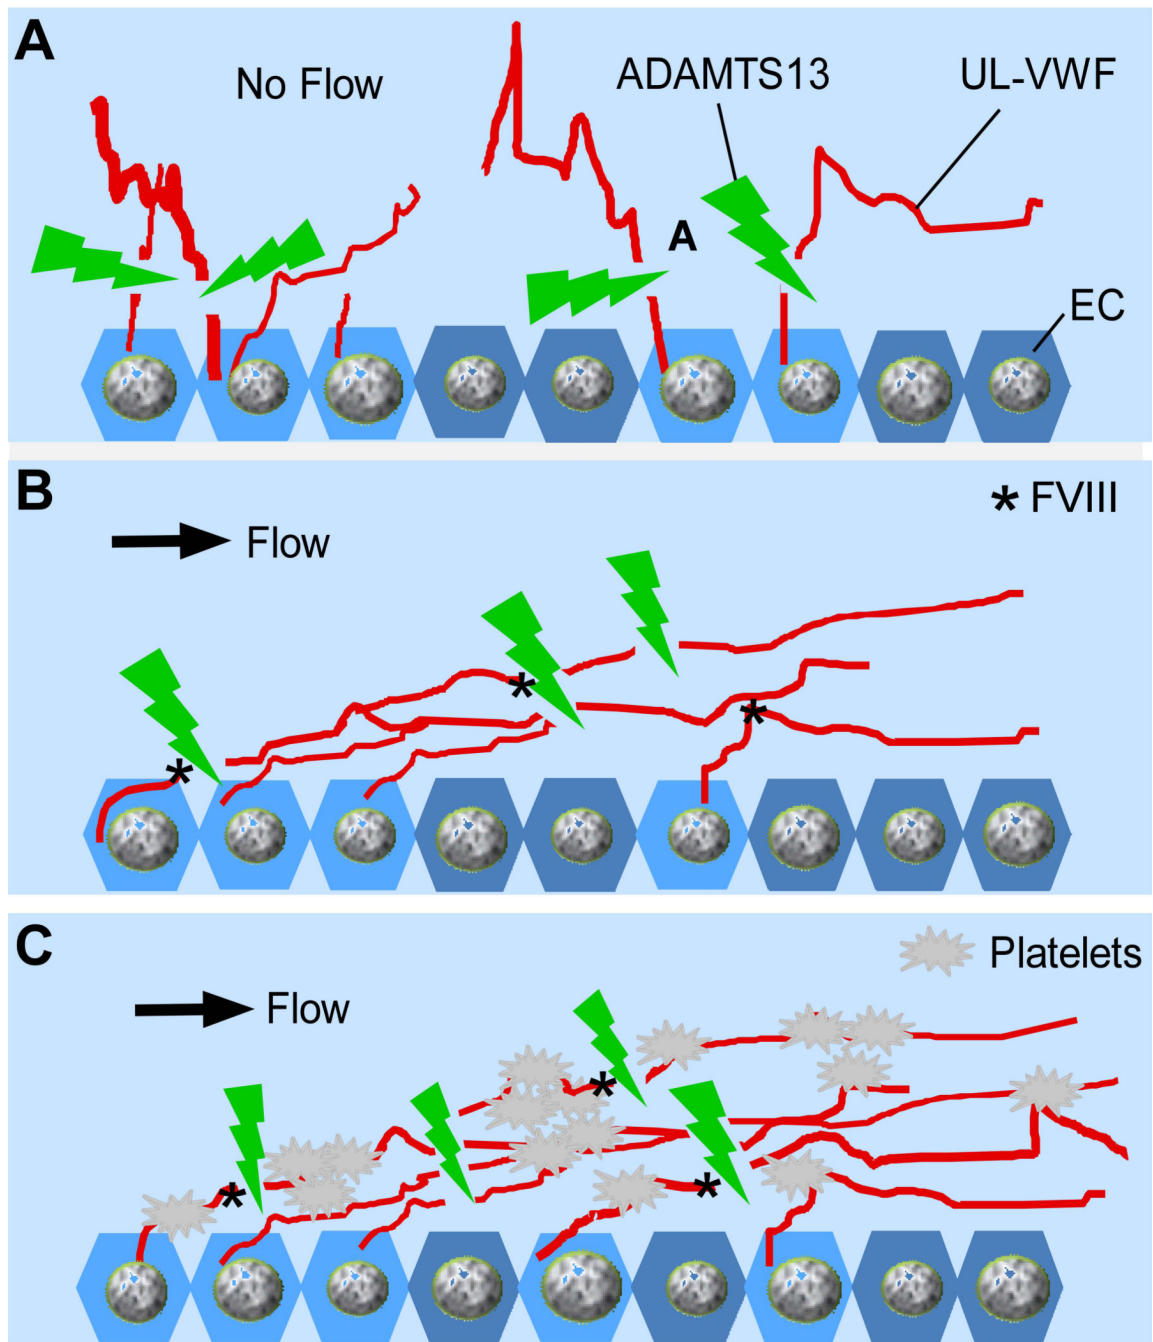 A
No Flow
ADAMTS13
UL-VWF
A
EC
B
* FVIII
Flow
C
Platelets
Flow